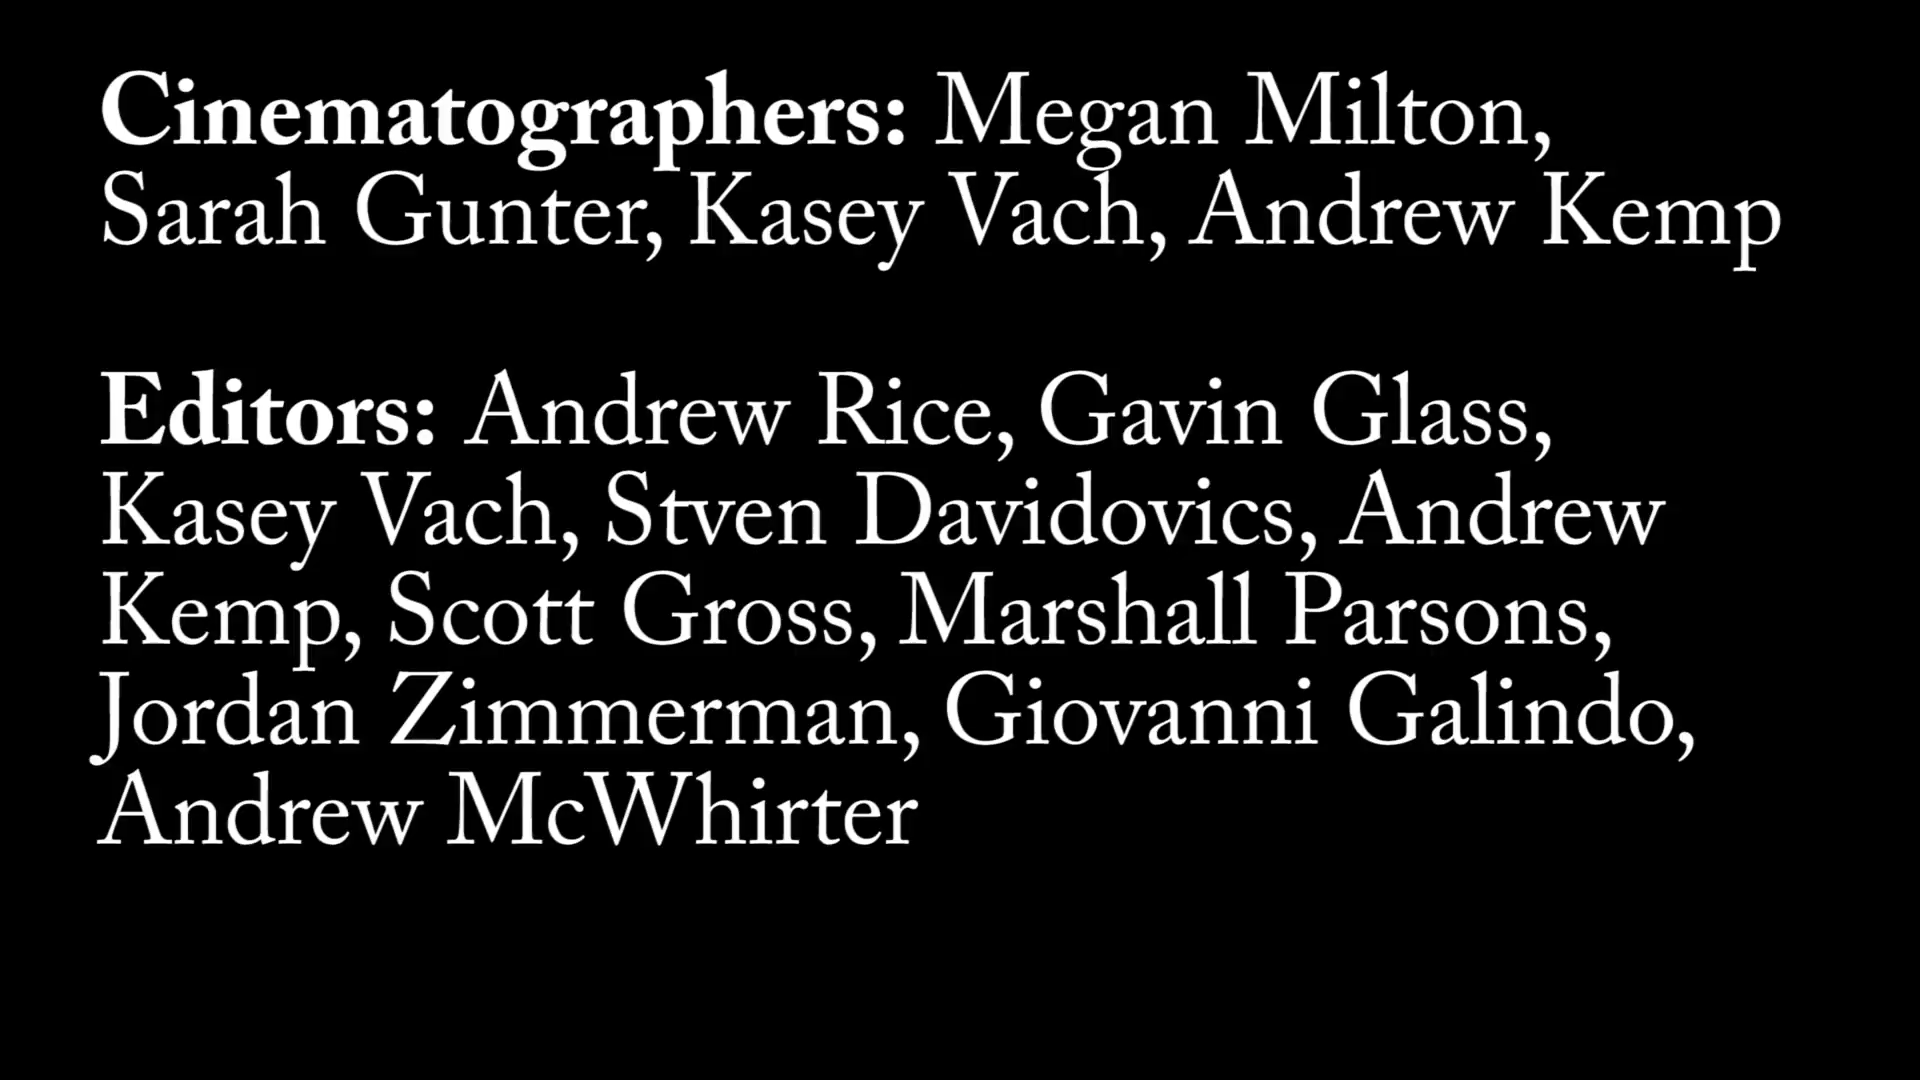 Cinematographers: Megan Milton,
Sarah Gunter, Kasey Vach, Andrew Kemp
Editors: Andrew Rice, Gavin Glass,
Kasey Vach, Stven Davidovics, Andrew
Kemp, Scott Gross, Marshall Parsons,
Jordan Zimmerman, Giovanni Galindo,
Andrew McWhirter